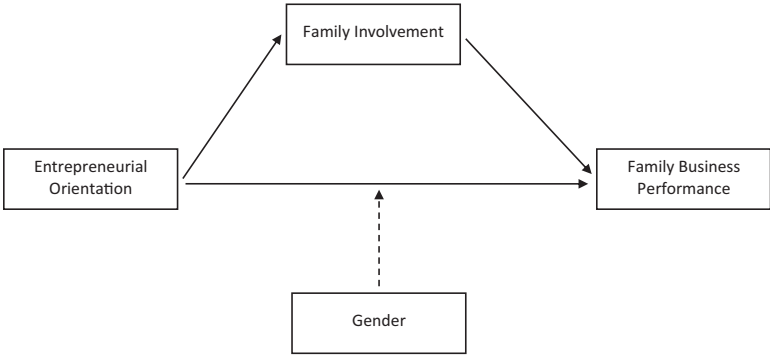 Family Involvement
Entrepreneurial
Orientation
Family Business
Performance
Gender